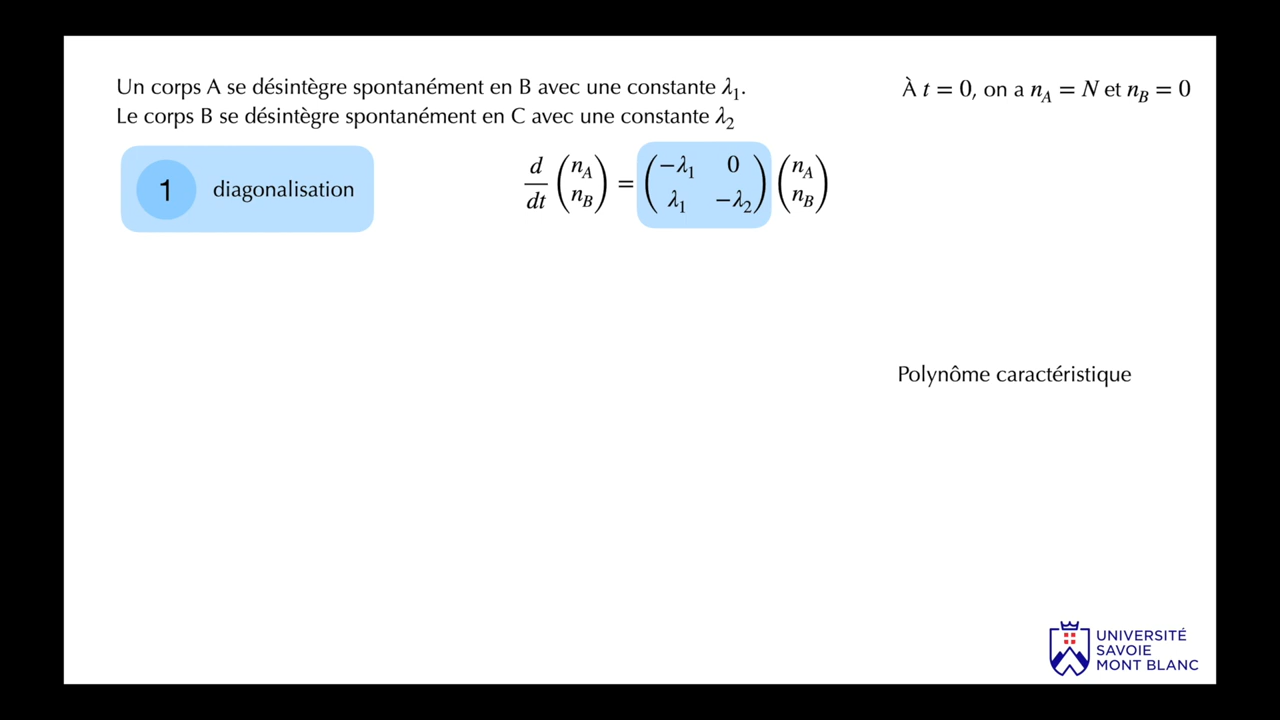 Un corps A se désintègre spontanément en B avec une constante λ₁.
Le corps B se désintègre spontanément en C avec une constante λ₂
À t = 0, on a n_A = N et n_B = 0
1 diagonalisation
d/dt (n_A n_B) = (−λ₁ 0 λ₁ −λ₂) (n_A n_B)
Polynôme caractéristique
UNIVERSITÉ
SAVOIE
MONT BLANC